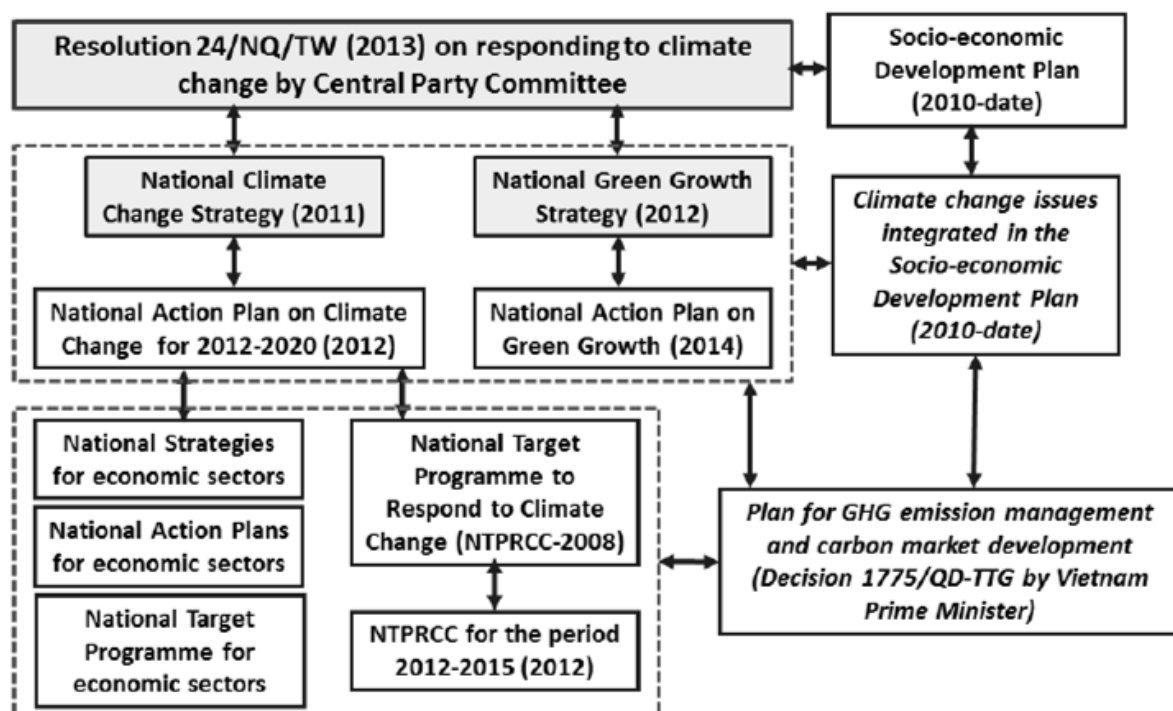 Resolution 24/NQ/TW (2013) on responding to climate
change by Central Party Committee
Socio-economic
Development Plan
(2010-date)
National Climate
Change Strategy (2011)
National Green Growth
Strategy (2012)
Climate change issues
integrated in the
Socio-economic
Development Plan
(2010-date)
National Action Plan on Climate
Change for 2012-2020 (2012)
National Action Plan on
Green Growth (2014)
National Strategies
for economic sectors
National Action Plans
for economic sectors
National Target
Programme for
economic sectors
National Target
Programme to
Respond to Climate
Change (NTPRCC-2008)
NTPRCC for the period
2012-2015 (2012)
Plan for GHG emission management
and carbon market development
(Decision 1775/QD-TTG by Vietnam
Prime Minister)